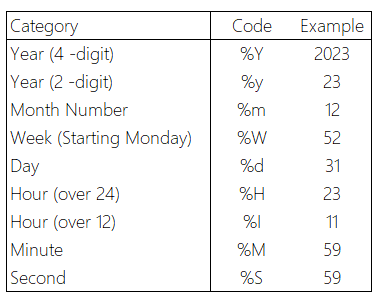 Category Code Example
Year (4 -digit) %Y 2023
Year (2 -digit) %y 23
Month Number %m 12
Week (Starting Monday) %W 52
Day %d 31
Hour (over 24) %H 23
Hour (over 12) %I 11
Minute %M 59
Second %S 59